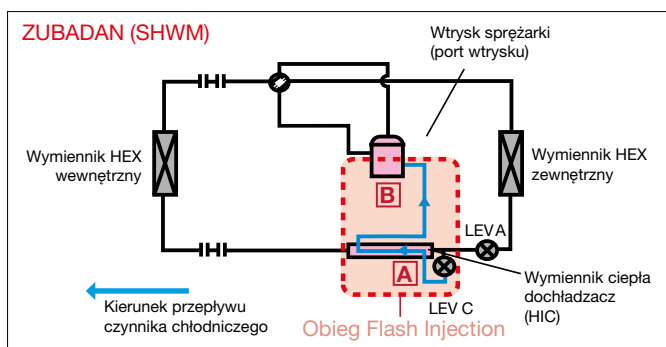 ZUBADAN (SHWM)
Wtrysk sprężarki
(port wtrysku)
Wymiennik HEX
wewnętrzny
Wymiennik HEX
zewnętrzny
B
LEV A
A
Wymiennik ciepła
dochładzacz
(HIC)
LEV C
Kierunek przepływu
czynnika chłodniczego
Obieg Flash Injection